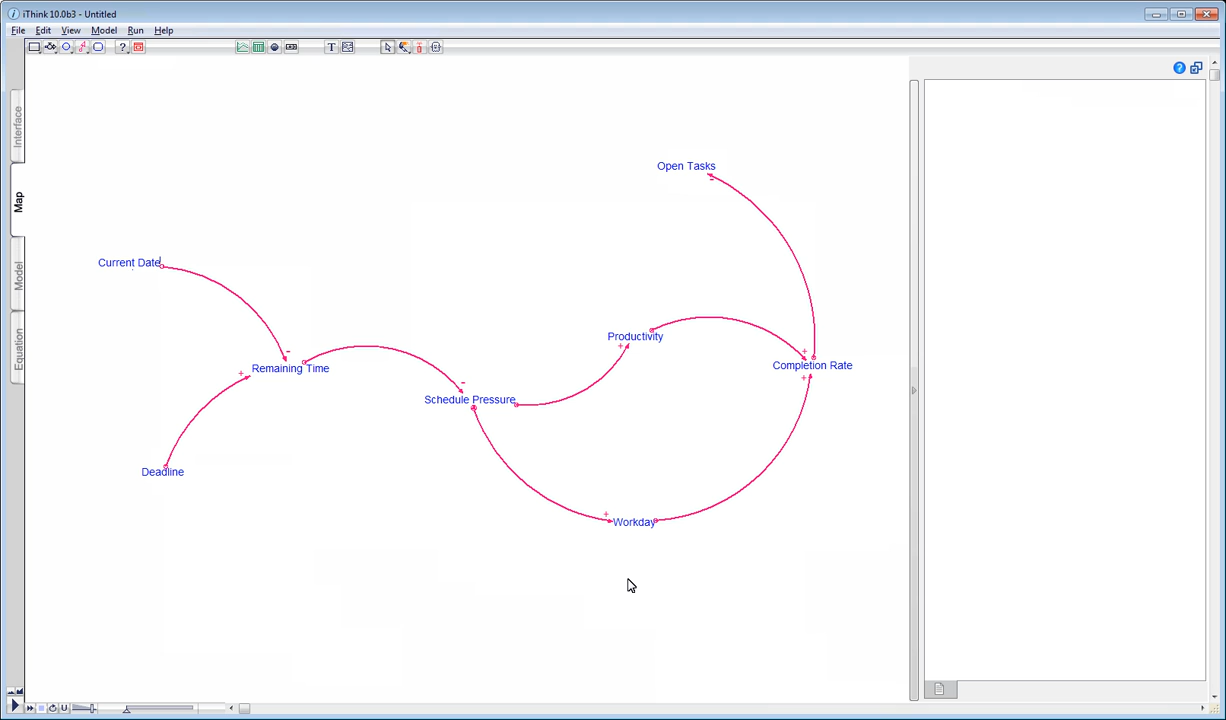 iThink 10.0b3 - Untitled
File Edit View Model Run Help
Interface
Map
Model
Equation
Open Tasks
-
Current Date
-
Remaining Time
+
Deadline
-
Schedule Pressure
Productivity
+
+
Completion Rate
+
+
Workday
T
?
U